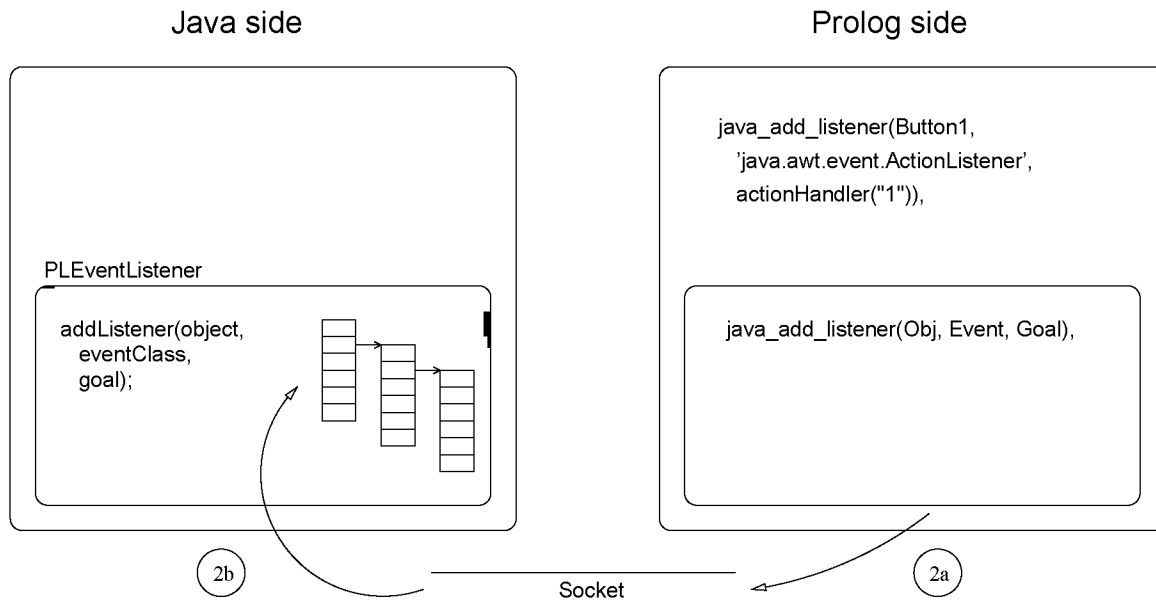 Java side
Prolog side
java_add_listener(Button1,
’java.awt.event.ActionListener’,
actionHandler("1")),
PLEventListener
addListener(object,
eventClass,
goal);
java_add_listener(Obj, Event, Goal),
2b
Socket
2a